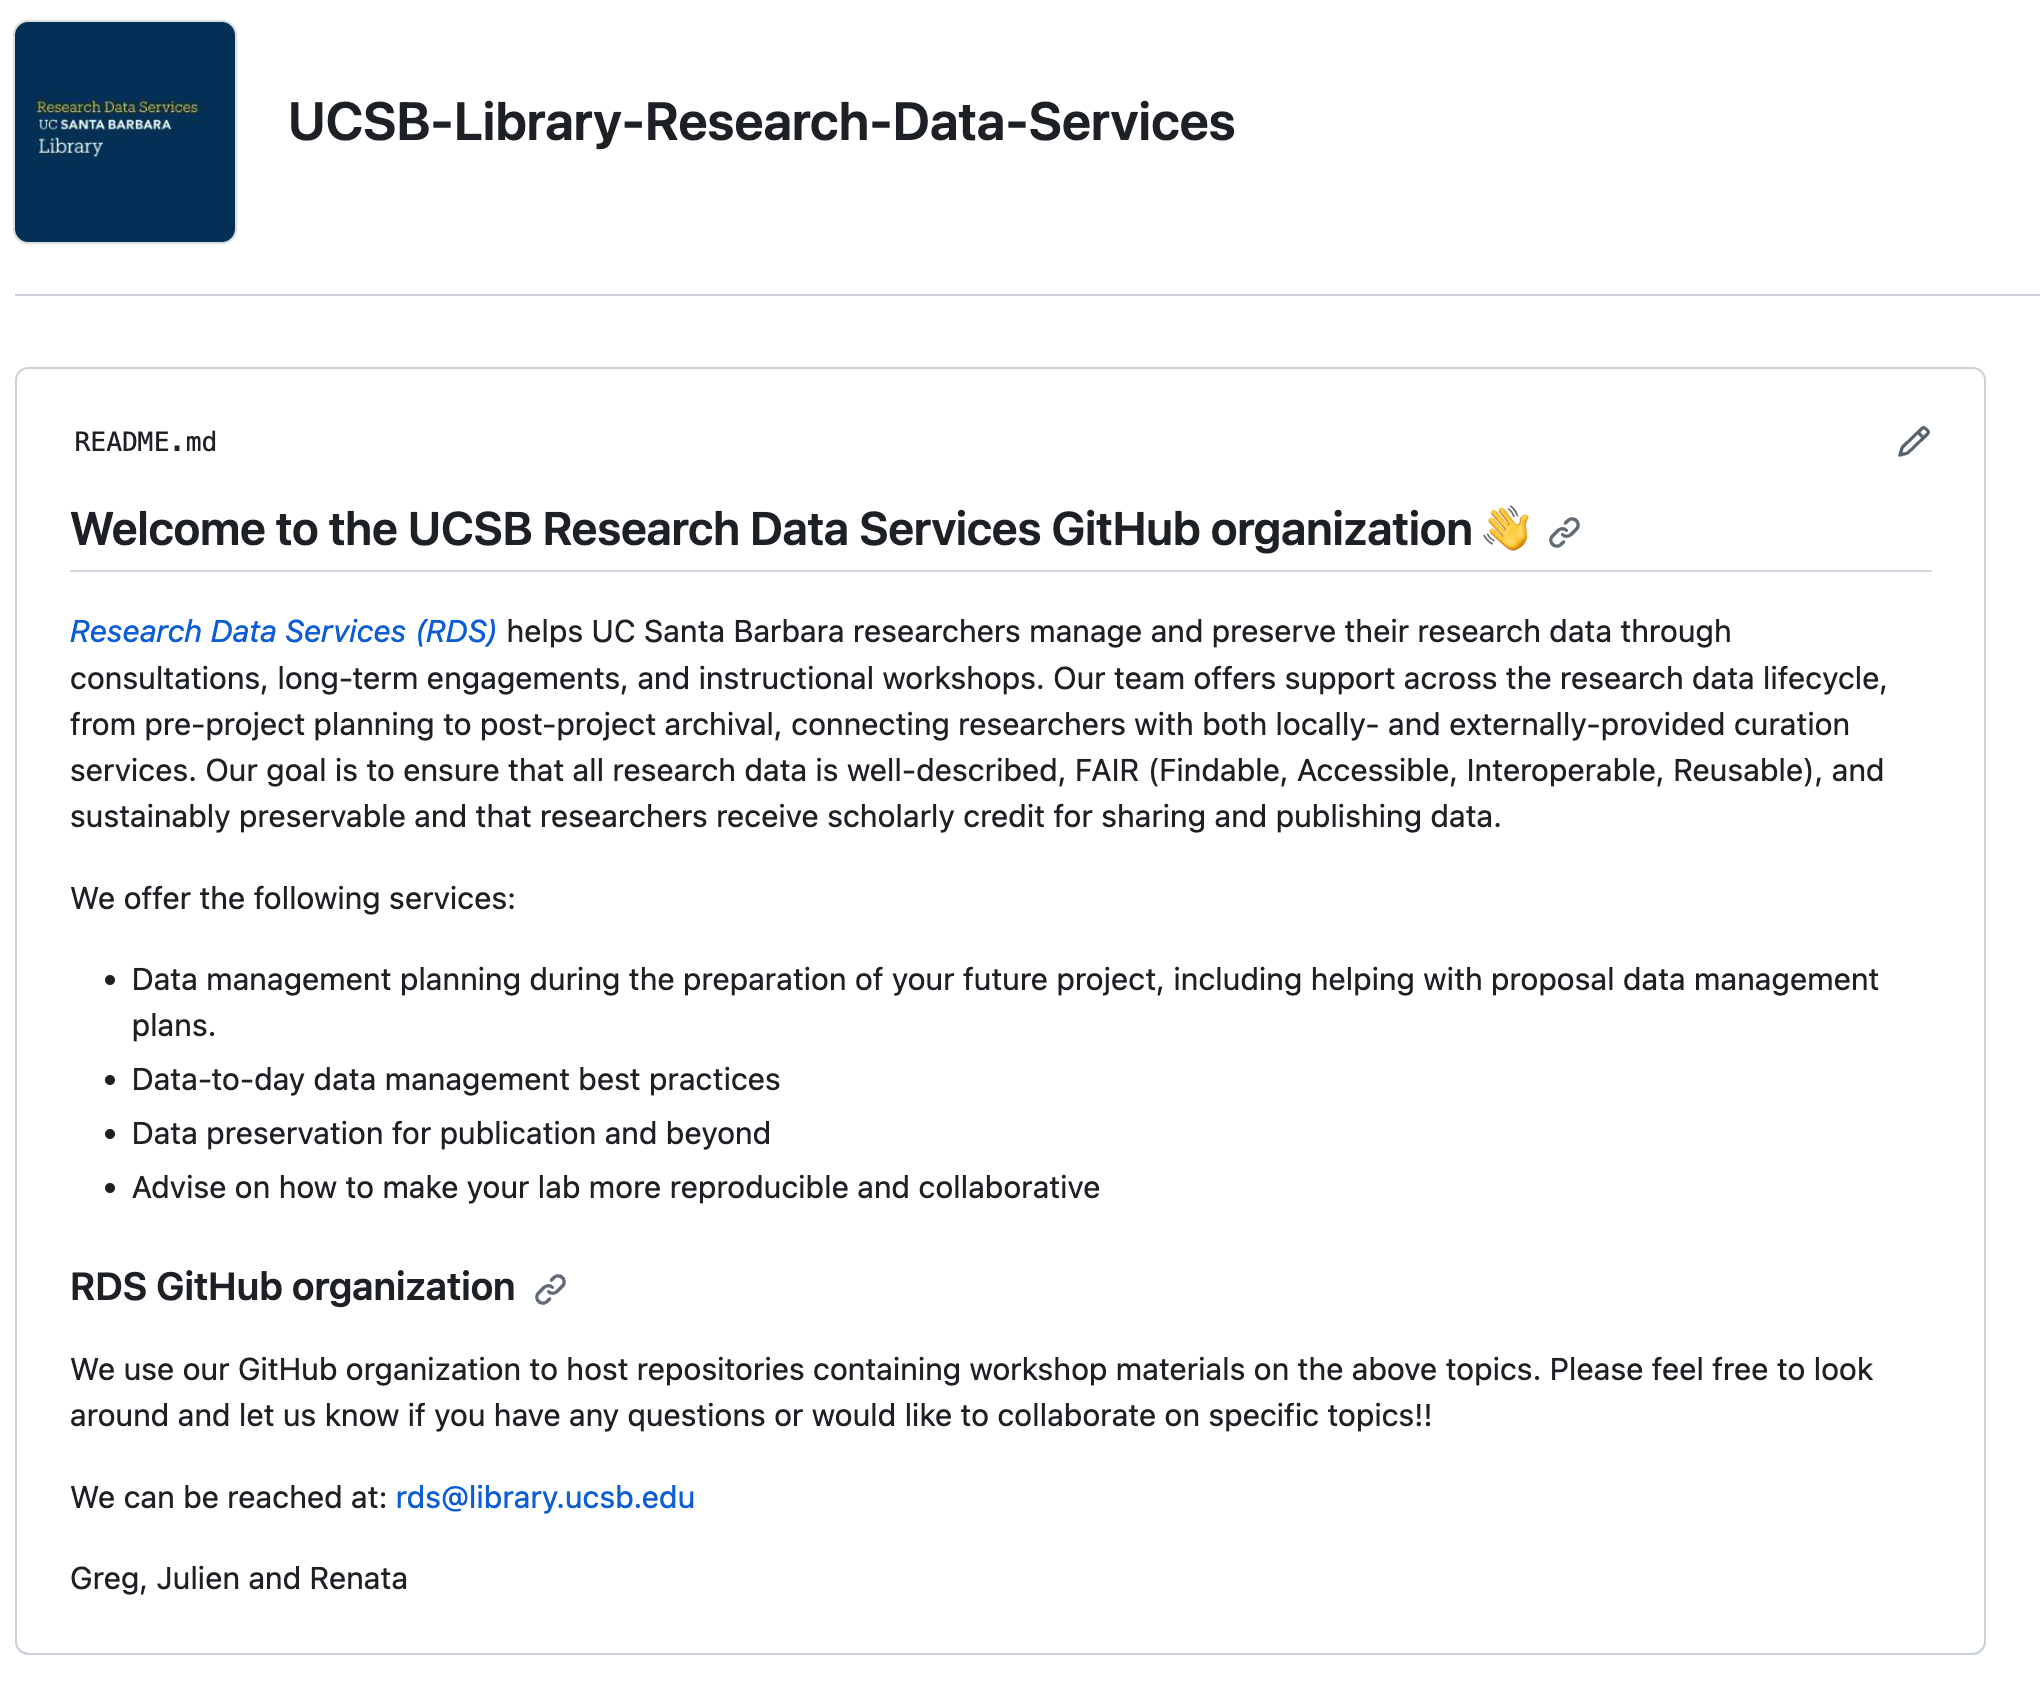 Research Data Services
UC SANTA BARBARA
Library
UCSB-Library-Research-Data-Services
README.md
Welcome to the UCSB Research Data Services GitHub organization 👋
Research Data Services (RDS) helps UC Santa Barbara researchers manage and preserve their research data through
consultations, long-term engagements, and instructional workshops. Our team offers support across the research data lifecycle,
from pre-project planning to post-project archival, connecting researchers with both locally- and externally-provided curation
services. Our goal is to ensure that all research data is well-described, FAIR (Findable, Accessible, Interoperable, Reusable), and
sustainably preservable and that researchers receive scholarly credit for sharing and publishing data.
We offer the following services:
• Data management planning during the preparation of your future project, including helping with proposal data management
plans.
• Data-to-day data management best practices
• Data preservation for publication and beyond
• Advise on how to make your lab more reproducible and collaborative
RDS GitHub organization
We use our GitHub organization to host repositories containing workshop materials on the above topics. Please feel free to look
around and let us know if you have any questions or would like to collaborate on specific topics!!
We can be reached at: rds@library.ucsb.edu
Greg, Julien and Renata